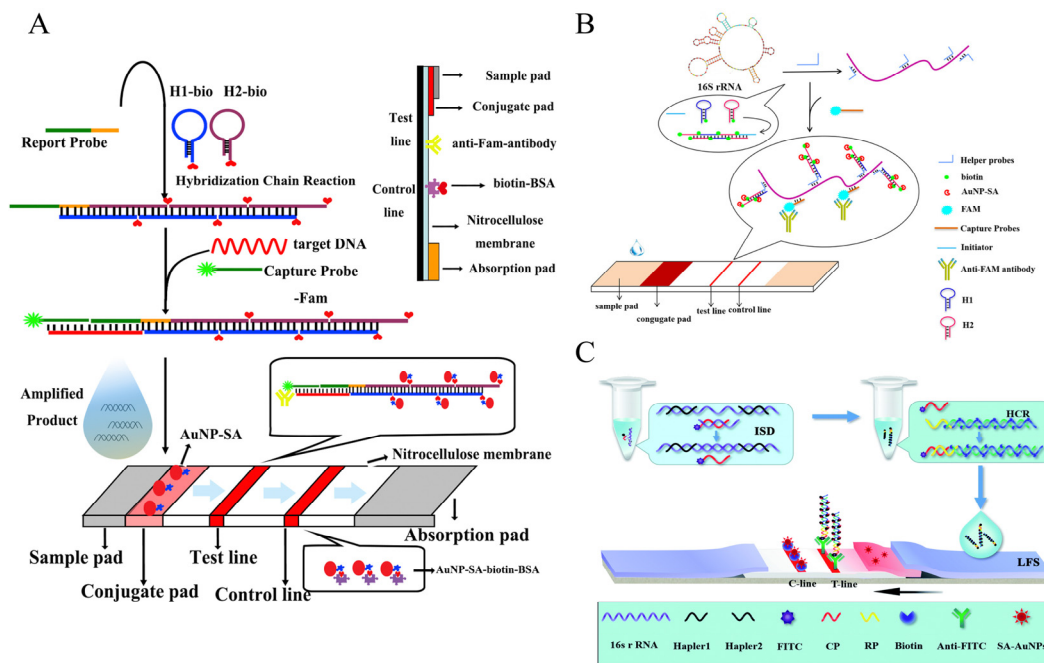 A
H1-bio H2-bio
Report Probe
Hybridization Chain Reaction
target DNA
Capture Probe
-Fam
Amplified
Product
AuNP-SA
Nitrocellulose membrane
Sample pad
Conjugate pad
Test line
Control line
Absorption pad
AuNP-SA-biotin-BSA
Test
line
Control
line
Sample pad
Conjugate pad
anti-Fam-antibody
biotin-BSA
Nitrocellulose
membrane
Absorption pad
B
16S rRNA
H1
H2
Helper probes
biotin
AuNP-SA
FAM
Capture Probes
Initiator
Anti-FAM antibody
H1
H2
sample pad
congugate pad
test line
control line
C
ISD
HCR
C-line
T-line
LFS
16s r RNA
Hapler1
Hapler2
FITC
CP
RP
Biotin
Anti-FITC
SA-AuNPs